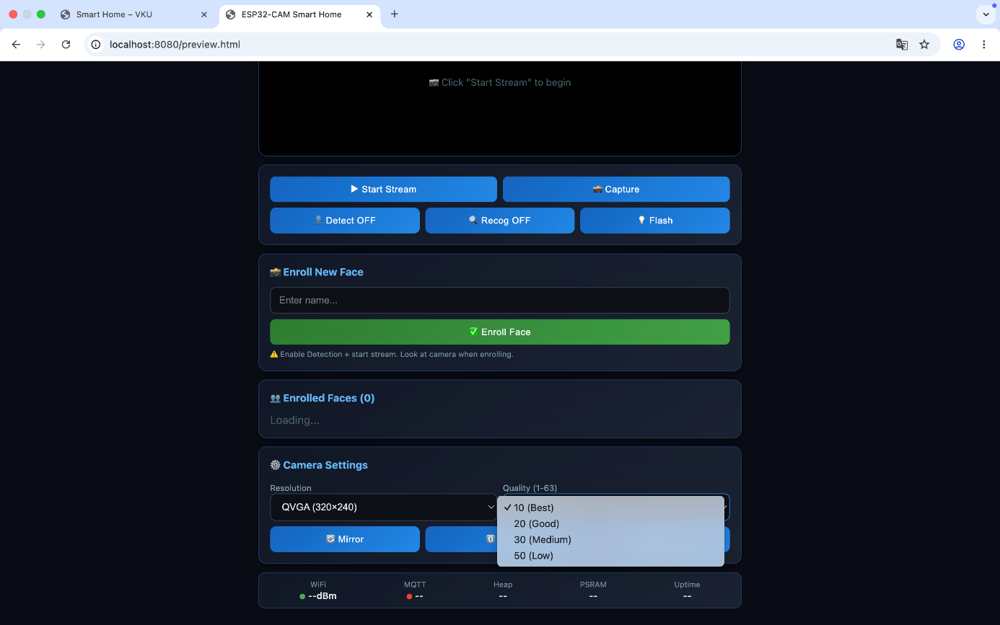 Smart Home – VKU
ESP32-CAM Smart Home
localhost:8080/preview.html
📷 Click "Start Stream" to begin
▶ Start Stream
📸 Capture
👤 Detect OFF
🔍 Recog OFF
💡 Flash
📸 Enroll New Face
Enter name...
✅ Enroll Face
⚠️ Enable Detection + start stream. Look at camera when enrolling.
👥 Enrolled Faces (0)
Loading...
⚙️ Camera Settings
Resolution
Quality (1-63)
QVGA (320×240)
✓ 10 (Best)
20 (Good)
30 (Medium)
50 (Low)
🔄 Mirror
WiFi
MQTT
Heap
PSRAM
Uptime
--dBm
--
--
--
--